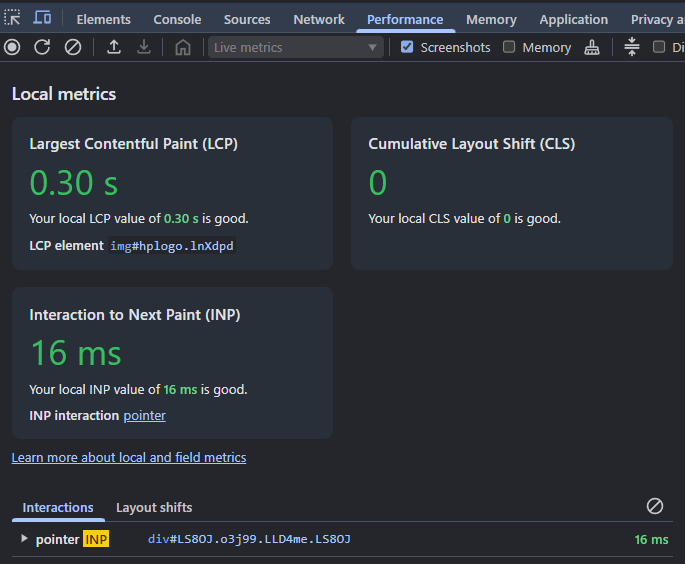 Elements Console Sources Network Performance Memory Application Privacy a
Live metrics Screenshots Memory Di
Local metrics
Largest Contentful Paint (LCP)
0.30 s
Your local LCP value of 0.30 s is good.
LCP element img#hplogo.lnXdpd
Cumulative Layout Shift (CLS)
0
Your local CLS value of 0 is good.
Interaction to Next Paint (INP)
16 ms
Your local INP value of 16 ms is good.
INP interaction pointer
Learn more about local and field metrics
Interactions Layout shifts
pointer INP div#LS8OJ.o3j99.LLD4me.LS8OJ 16 ms